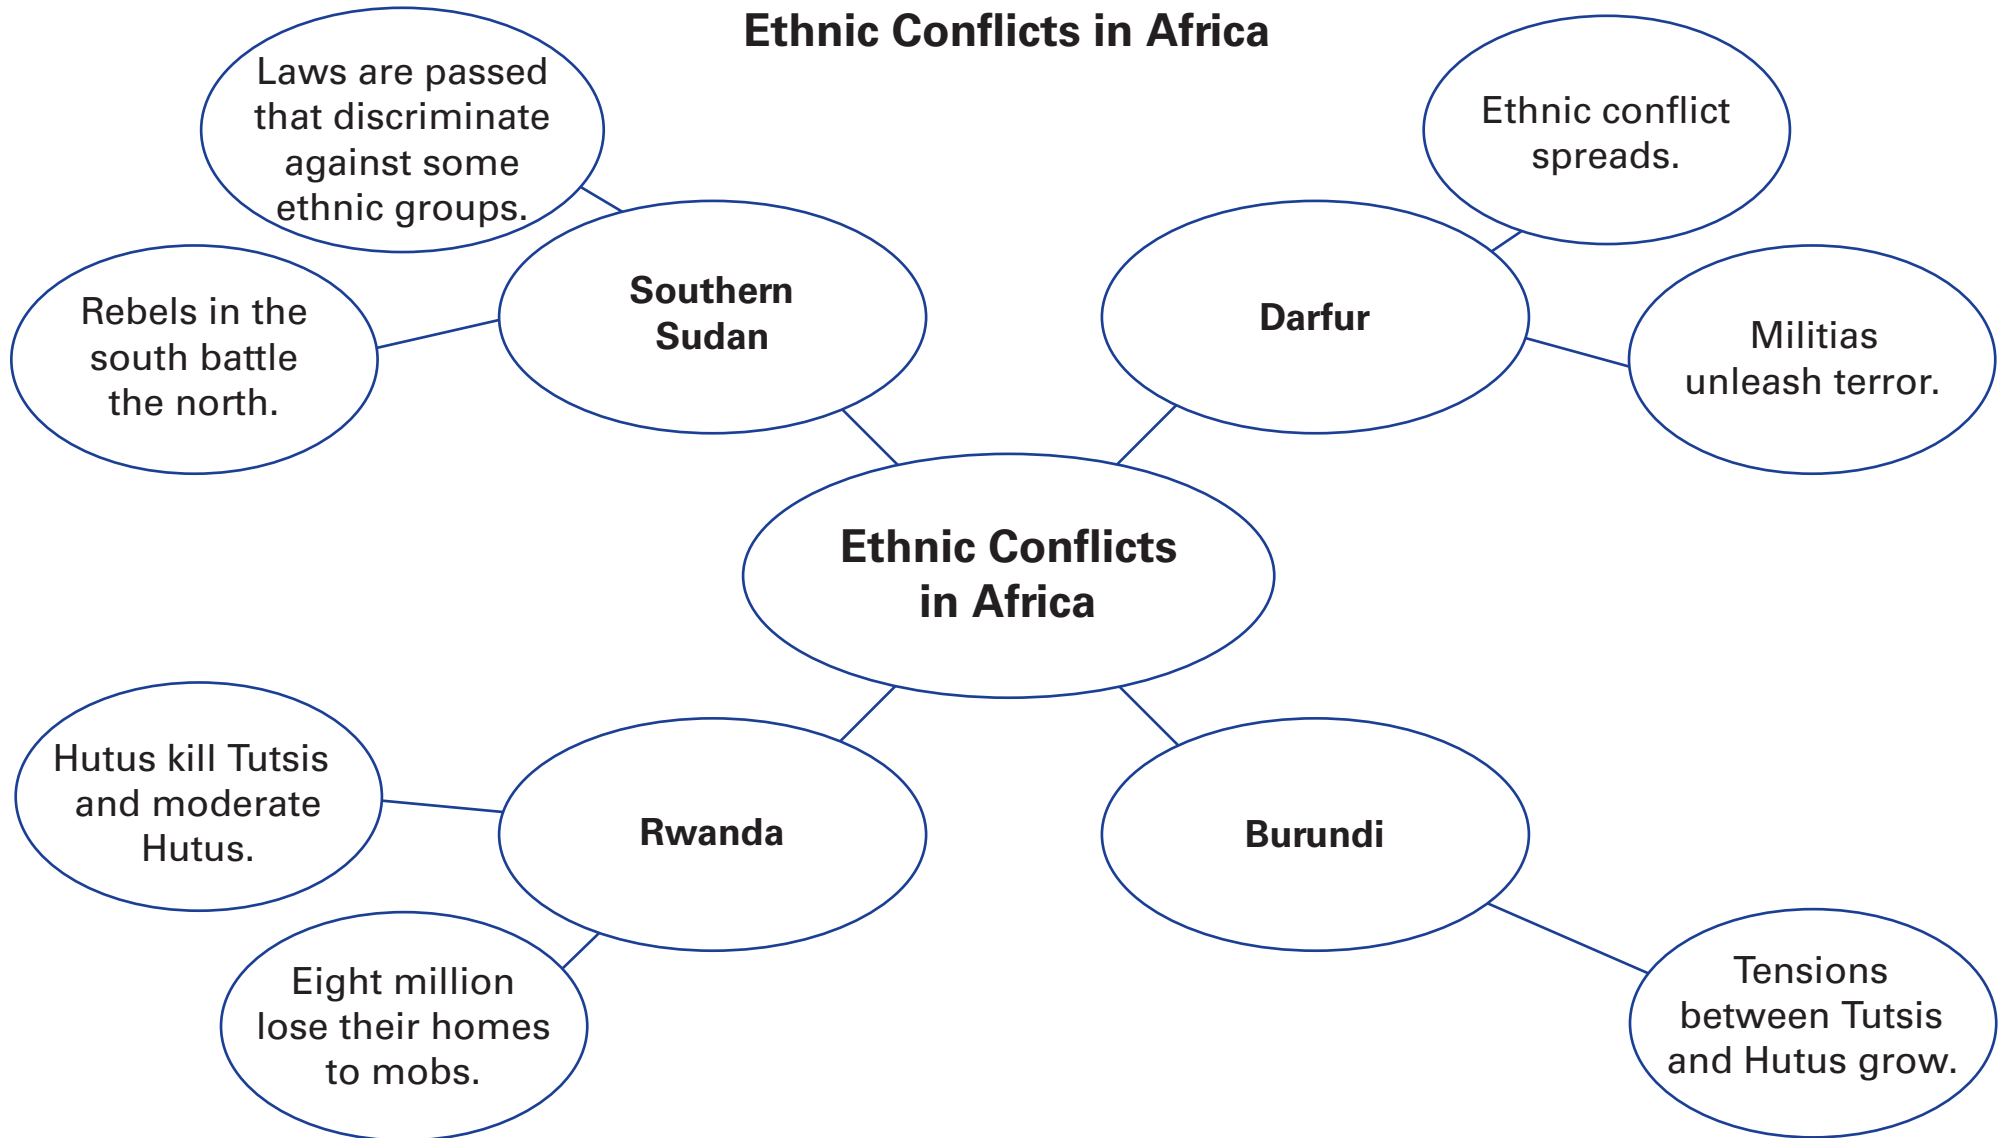 Ethnic Conflicts in Africa
Laws are passed
that discriminate
against some
ethnic groups.
Rebels in the
south battle
the north.
Southern
Sudan
Ethnic conflict
spreads.
Darfur
Militias
unleash terror.
Ethnic Conflicts
in Africa
Hutus kill Tutsis
and moderate
Hutus.
Rwanda
Eight million
lose their homes
to mobs.
Burundi
Tensions
between Tutsis
and Hutus grow.